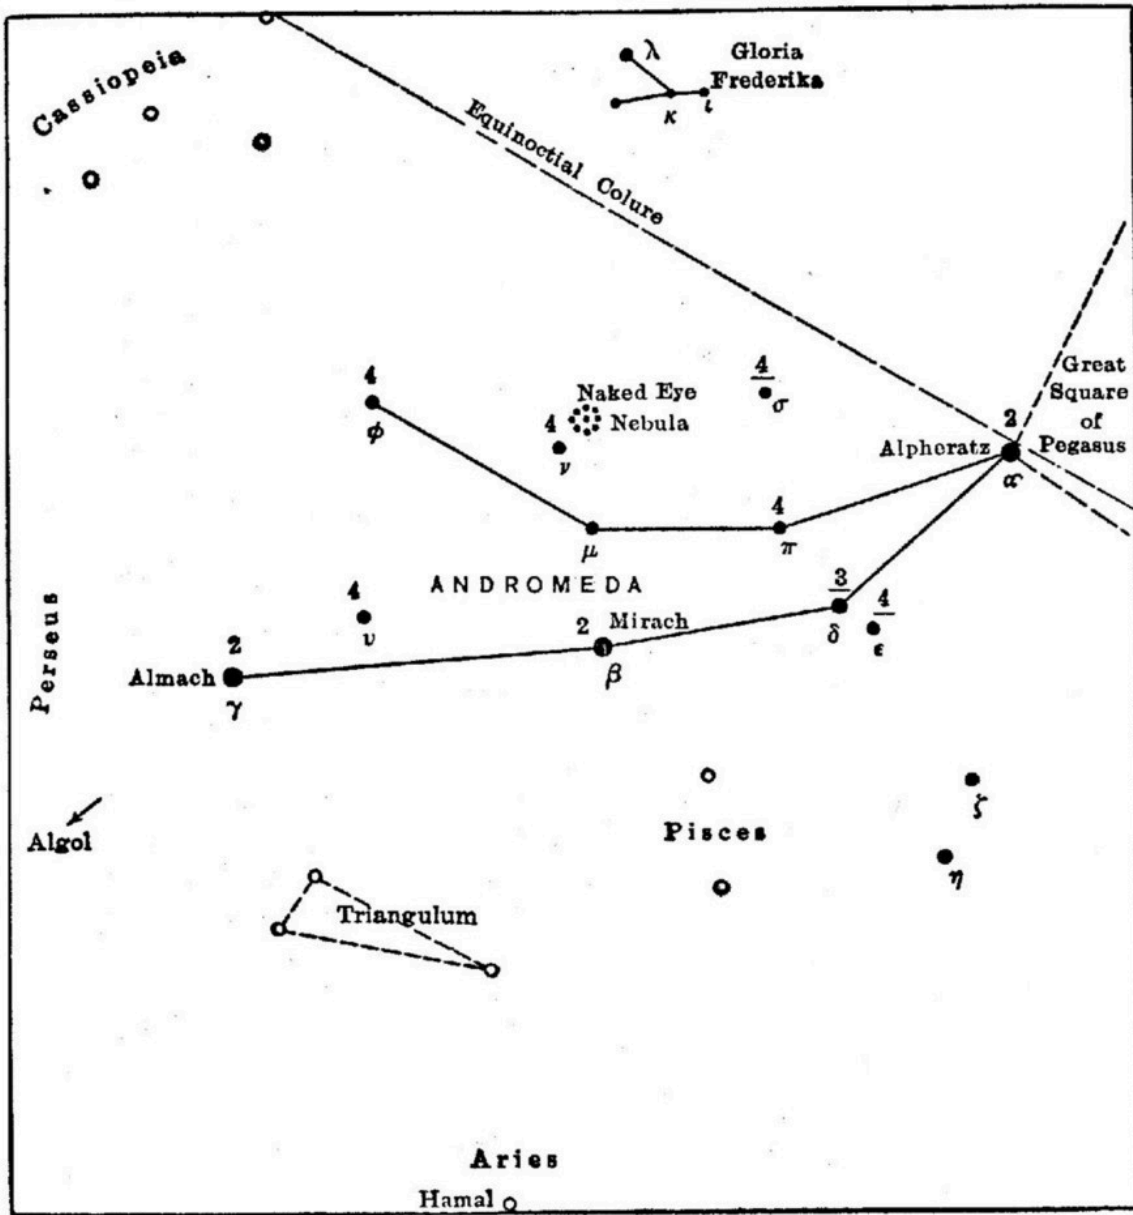 Cassiopeia
λ
Gloria
Frederika
κ ι
Equinoctial Colure
4
φ
Naked Eye
Nebula
4
ν
4
σ
Great
Square
of
Pegasus
2
Alpheratz
α
μ
4
π
ANDROMEDA
Perseus
4
υ
2
Almach
γ
2 Mirach
β
3
δ
4
ϵ
Algol
Pisces
ζ
η
Triangulum
Aries
Hamal